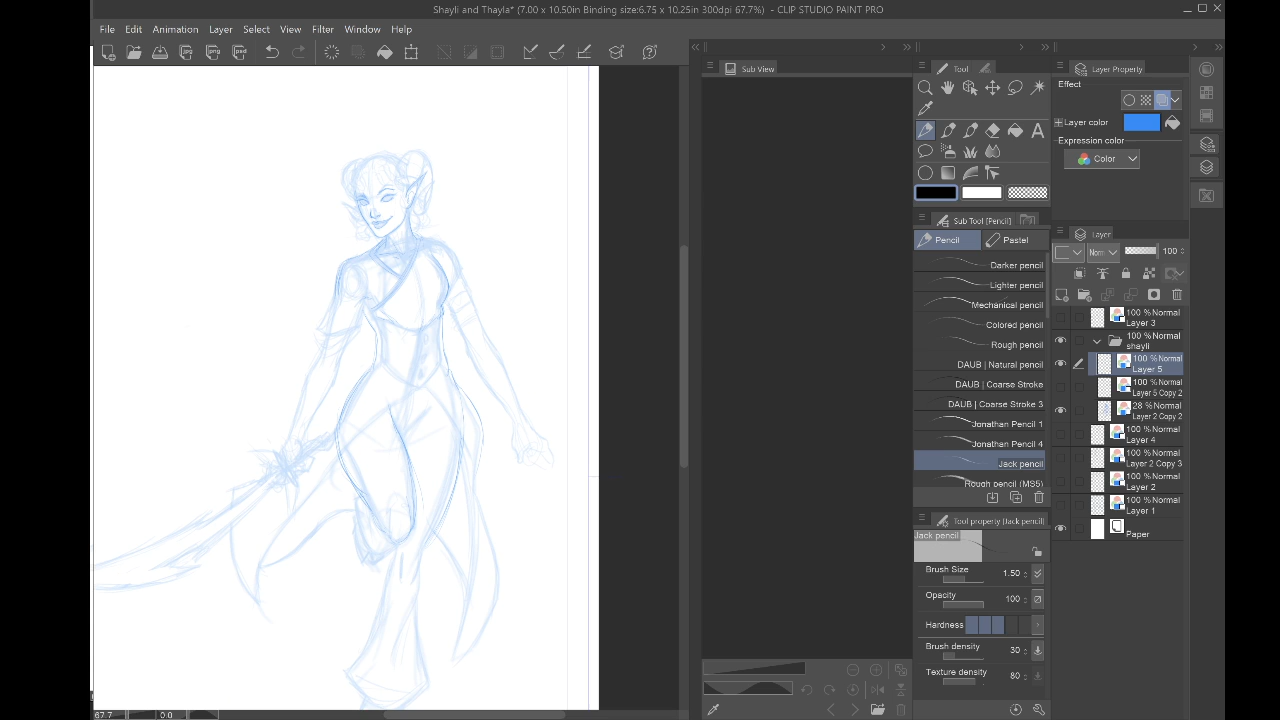 Shayli and Thayla* (7.00 x 10.50in Binding size:6.75 x 10.25in 300dpi 67.7%) - CLIP STUDIO PAINT PRO
File Edit Animation Layer Select View Filter Window Help
Sub View
Tool
Layer Property
Effect
Layer color
Expression color
Color
Sub Tool [Pencil]
Pencil Pastel
Darker pencil
Lighter pencil
Mechanical pencil
Colored pencil
Rough pencil
DAUB | Natural pencil
DAUB | Coarse Stroke
DAUB | Coarse Stroke 3
Jonathan Pencil 1
Jonathan Pencil 4
Jack pencil
Rough pencil (MS5)
Tool property [Jack pencil]
Jack pencil
Brush Size 1.50
Opacity 100
Hardness
Brush density 30
Texture density 80
Layer
Norm 100
100 % Normal
Layer 3
100 % Normal
shayli
100 % Normal
Layer 5
100 % Normal
Layer 5 Copy 2
28 % Normal
Layer 2 Copy 2
100 % Normal
Layer 4
100 % Normal
Layer 2 Copy 3
100 % Normal
Layer 2
100 % Normal
Layer 1
Paper
67.7 0.0